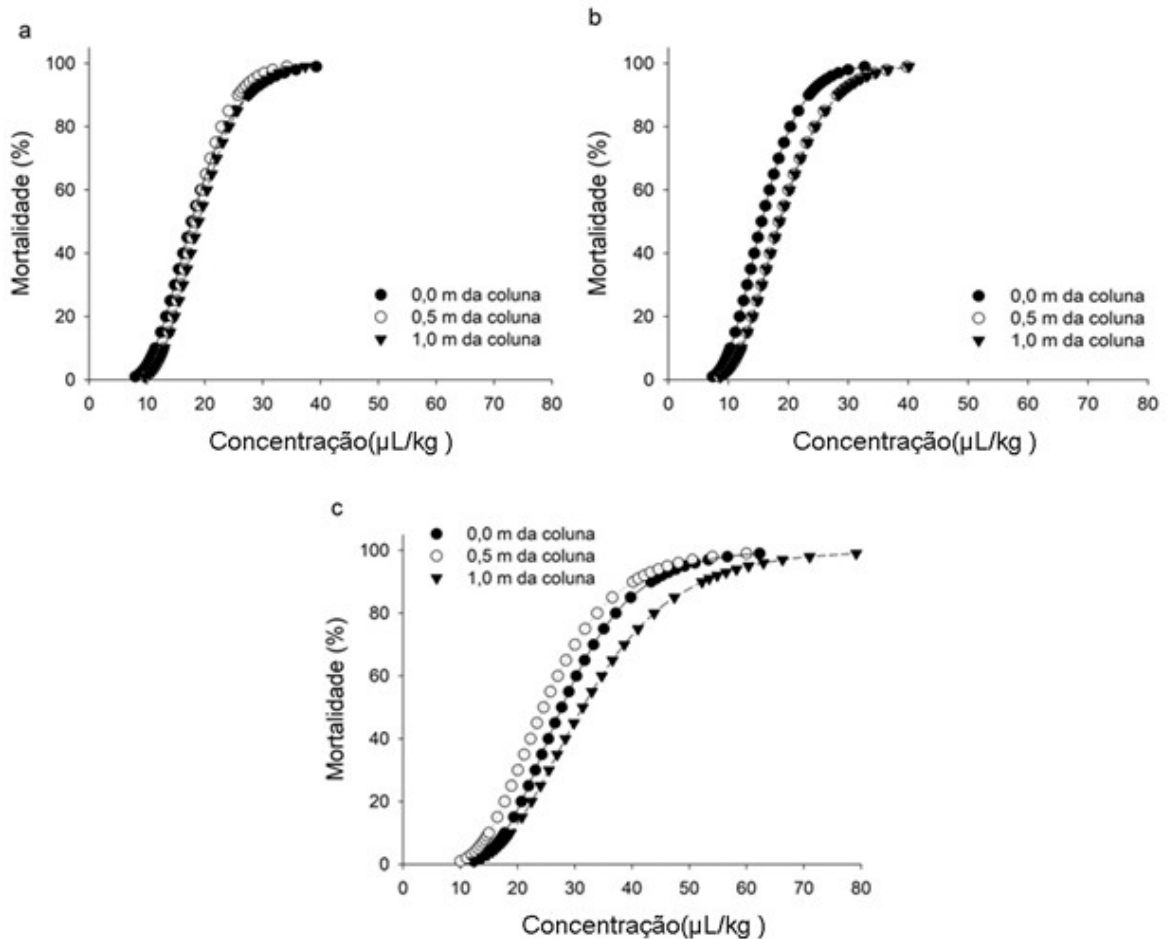 a
Mortalidade (%)
100
80
60
40
20
0
0,0 m da coluna
0,5 m da coluna
1,0 m da coluna
0 10 20 30 40 50 60 70 80
Concentração(µL/kg )
b
Mortalidade (%)
100
80
60
40
20
0
0,0 m da coluna
0,5 m da coluna
1,0 m da coluna
0 10 20 30 40 50 60 70 80
Concentração(µL/kg )
c
0,0 m da coluna
0,5 m da coluna
1,0 m da coluna
Mortalidade (%)
100
80
60
40
20
0
0 10 20 30 40 50 60 70 80
Concentração(µL/kg )